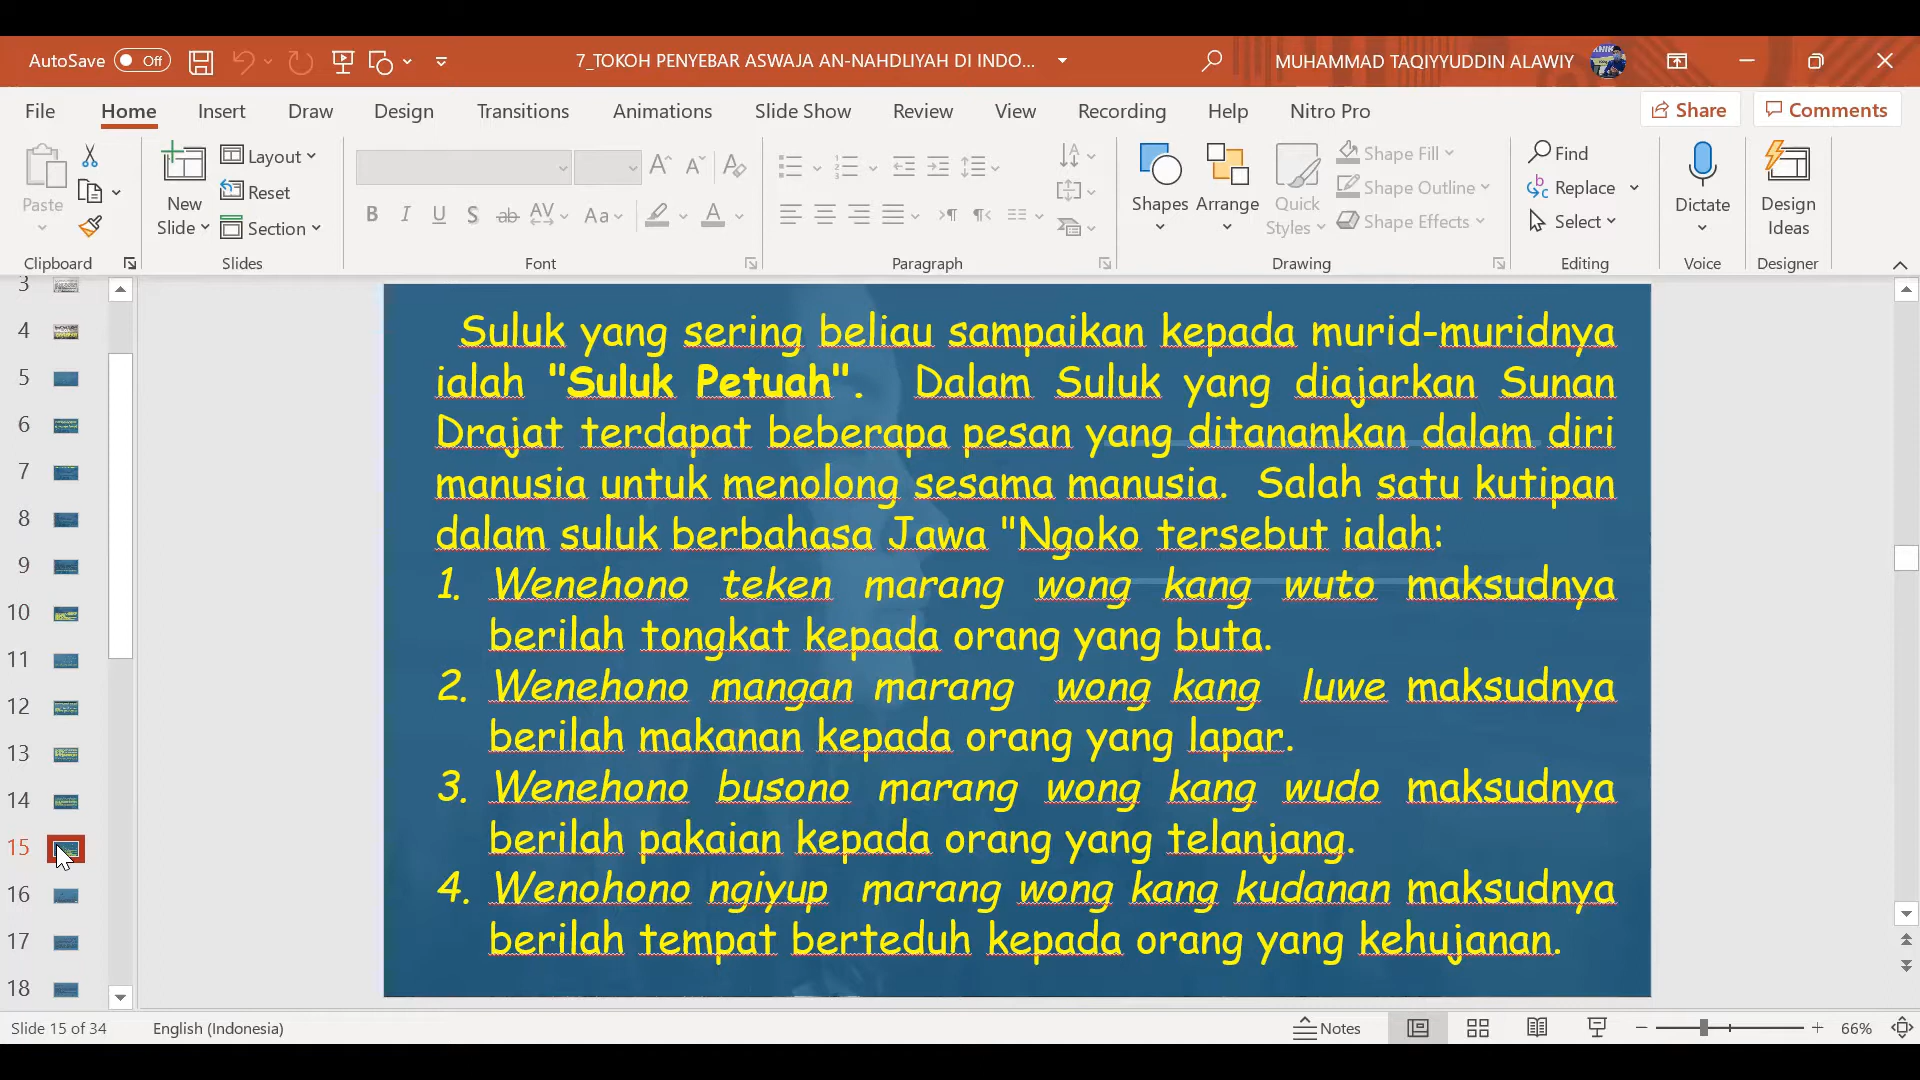 AutoSave Off
7_TOKOH PENYEBAR ASWAJA AN-NAHDLIYAH DI INDO...
MUHAMMAD TAQIYYUDDIN ALAWIY
File Home Insert Draw Design Transitions Animations Slide Show Review View Recording Help Nitro Pro Share Comments
Paste
Clipboard
New Slide
Layout
Reset
Section
Slides
Font
Paragraph
Shapes
Arrange
Quick Styles
Shape Fill
Shape Outline
Shape Effects
Drawing
Find
Replace
Select
Editing
Dictate
Voice
Design Ideas
Designer
3
4
5
6
7
8
9
10
11
12
13
14
15
16
17
18
Suluk yang sering beliau sampaikan kepada murid-muridnya
ialah "Suluk Petuah". Dalam Suluk yang diajarkan Sunan
Drajat terdapat beberapa pesan yang ditanamkan dalam diri
manusia untuk menolong sesama manusia. Salah satu kutipan
dalam suluk berbahasa Jawa "Ngoko tersebut ialah:
1. Wenehono teken marang wong kang wuto maksudnya
berilah tongkat kepada orang yang buta.
2. Wenehono mangan marang wong kang luwe maksudnya
berilah makanan kepada orang yang lapar.
3. Wenehono busono marang wong kang wudo maksudnya
berilah pakaian kepada orang yang telanjang.
4. Wenohono ngiyup marang wong kang kudanan maksudnya
berilah tempat berteduh kepada orang yang kehujanan.
Slide 15 of 34 English (Indonesia) Notes 66%